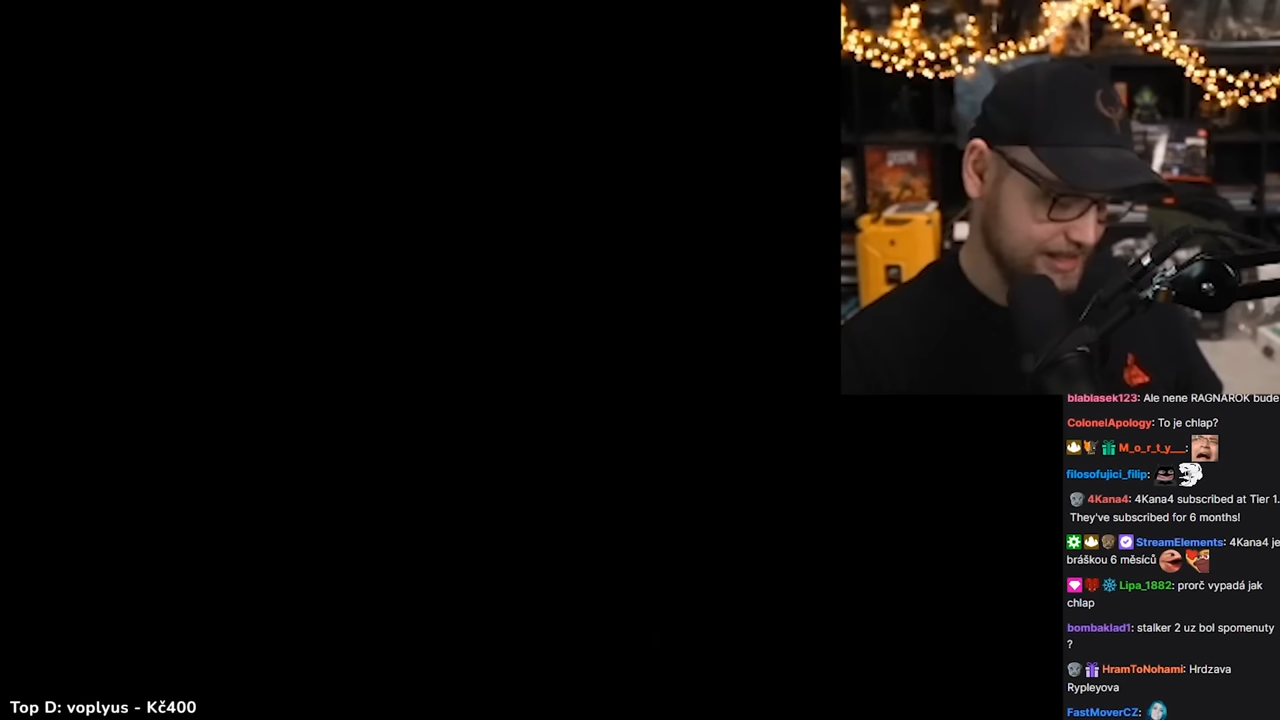 blablasek123: Ale nene RAGNAROK bude
ColonelApology: To je chlap?
M_o_r_t_y___:
filosofujici_filip:
4Kana4: 4Kana4 subscribed at Tier 1.
They've subscribed for 6 months!
StreamElements: 4Kana4 je
bráškou 6 měsíců
Lipa_1882: prorč vypadá jak
chlap
bombaklad1: stalker 2 uz bol spomenuty
?
HramToNohami: Hrdzava
Rypleyova
FastMoverCZ:
Top D: voplyus - Kč400